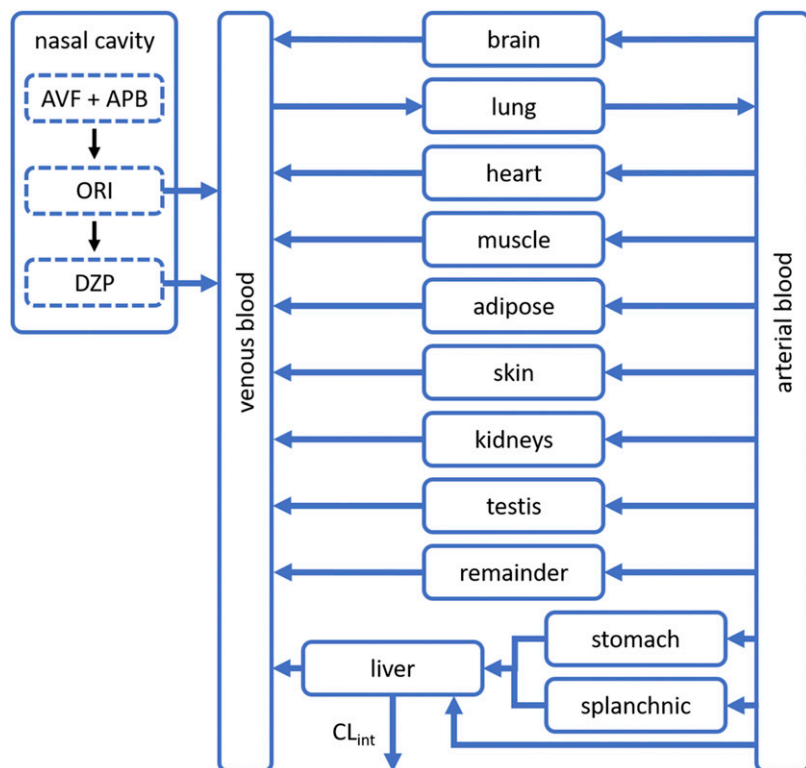 nasal cavity
AVF + APB
ORI
DZP
venous blood
brain
lung
heart
muscle
adipose
skin
kidneys
testis
remainder
stomach
liver
splanchnic
CLint
arterial blood